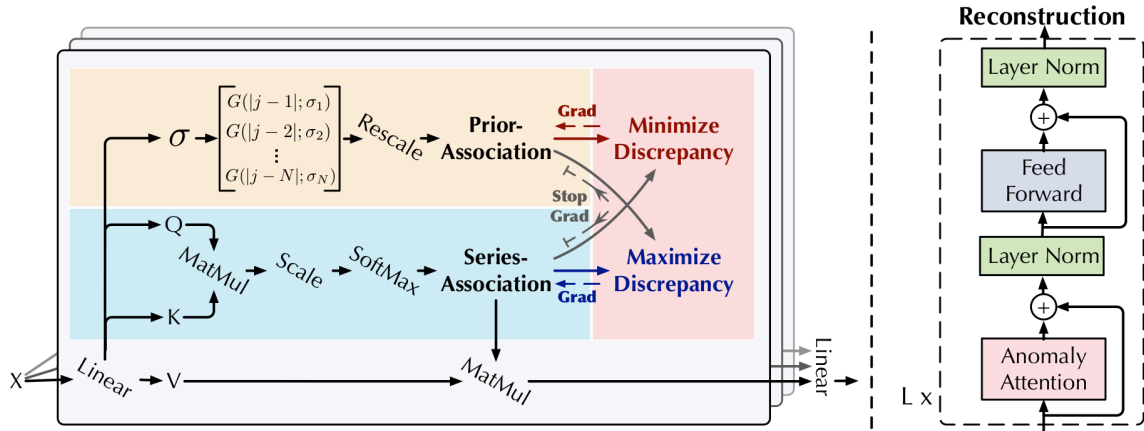 Reconstruction
Layer Norm
+
Feed
Forward
Layer Norm
+
Anomaly
Attention
L x
σ
G(|j − 1|; σ₁)
G(|j − 2|; σ₂)
⋮
G(|j − N|; σ_N)
Rescale
Prior-
Association
Grad
Minimize
Discrepancy
Stop
Grad
Q
K
MatMul
Scale
SoftMax
Series-
Association
Grad
Maximize
Discrepancy
X
Linear
V
MatMul
Linear